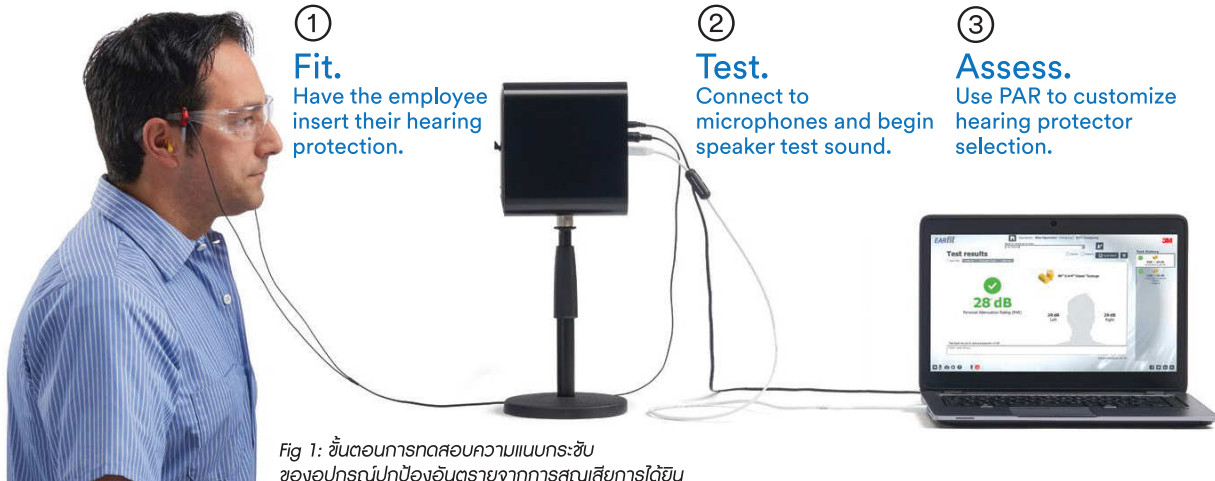 1
Fit.
Have the employee
insert their hearing
protection.
2
Test.
Connect to
microphones and begin
speaker test sound.
3
Assess.
Use PAR to customize
hearing protector
selection.
EARfit
3M
Test results
28 dB
Personal Attenuation Rating (PAR)
28 dB
Left
29 dB
Right
Fig 1: ขั้นตอนการทดสอบความแนบกระชับ
ของอุปกรณ์ปกป้องอันตรายจากการสูญเสียการได้ยิน